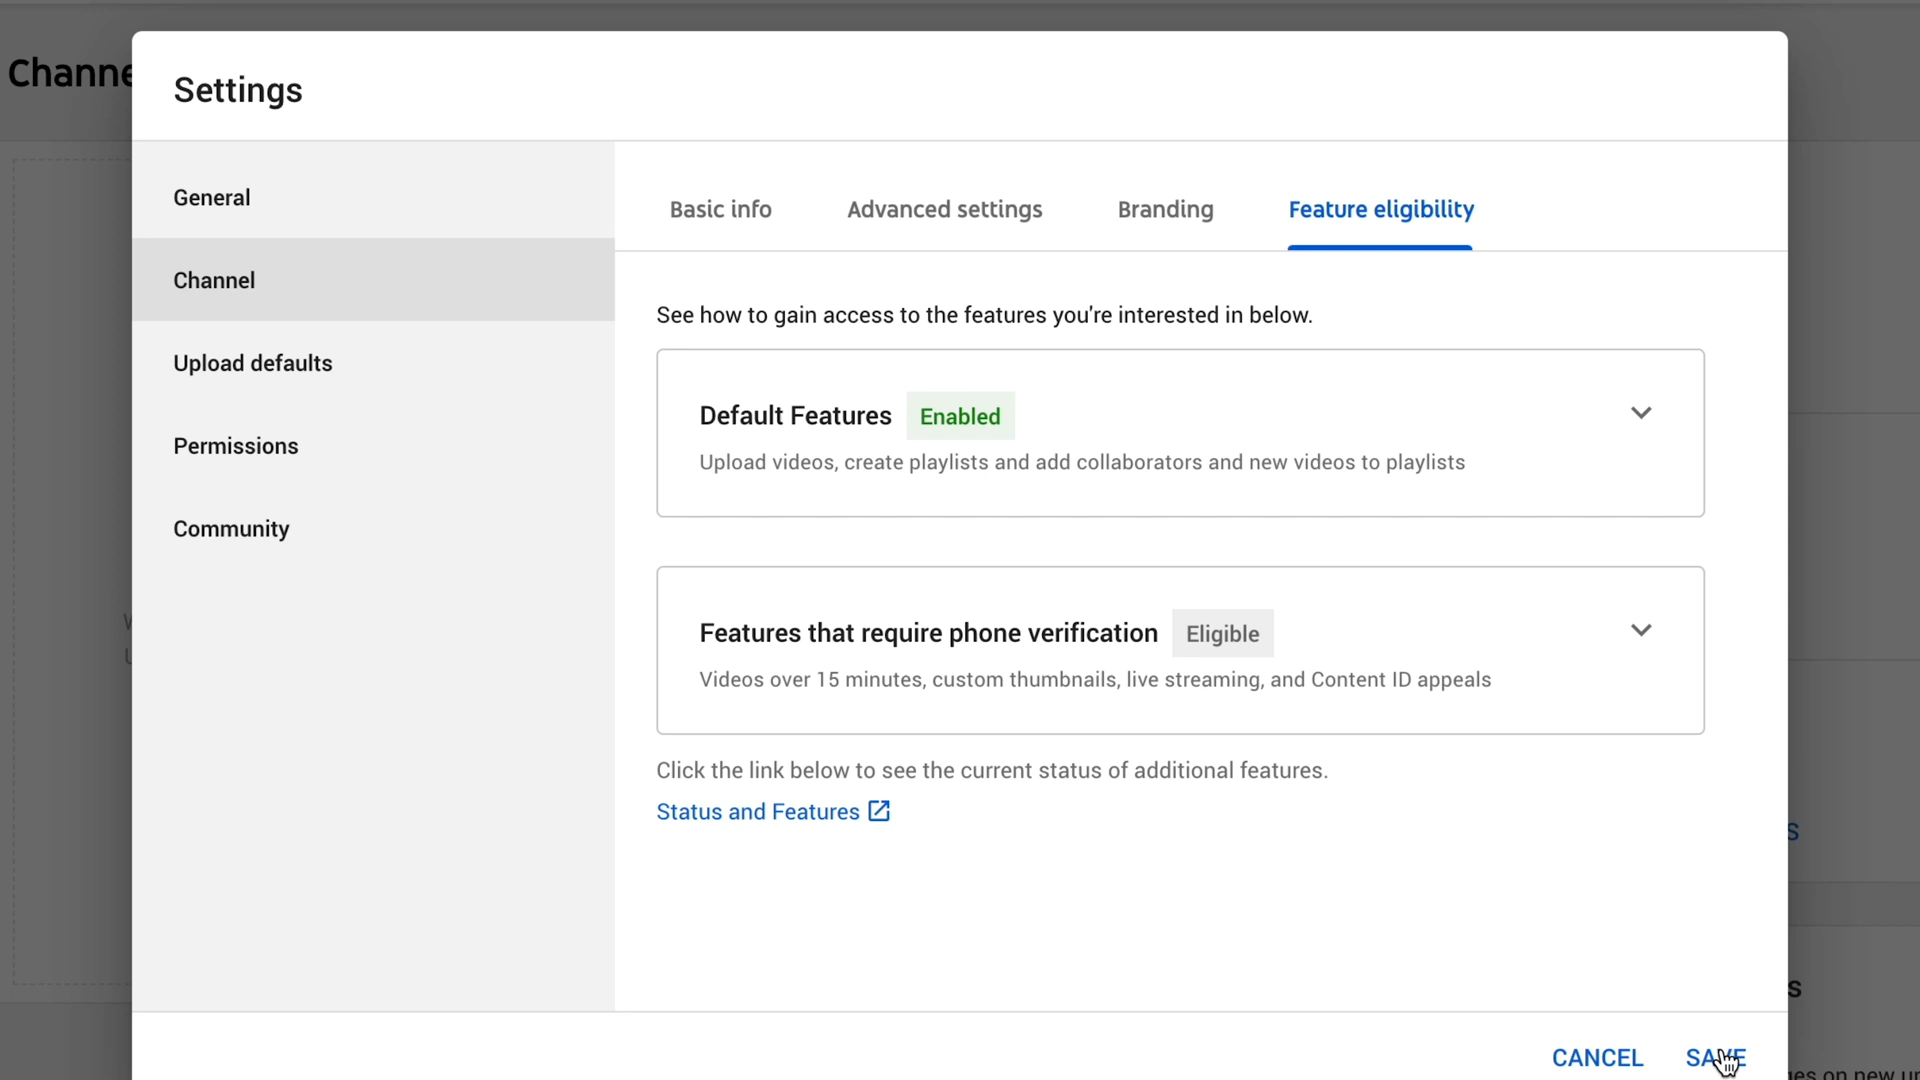 Channe
Settings
General
Channel
Upload defaults
Permissions
Community
Basic info
Advanced settings
Branding
Feature eligibility
See how to gain access to the features you're interested in below.
Default Features
Enabled
Upload videos, create playlists and add collaborators and new videos to playlists
Features that require phone verification
Eligible
Videos over 15 minutes, custom thumbnails, live streaming, and Content ID appeals
Click the link below to see the current status of additional features.
Status and Features
CANCEL
SAVE
on new